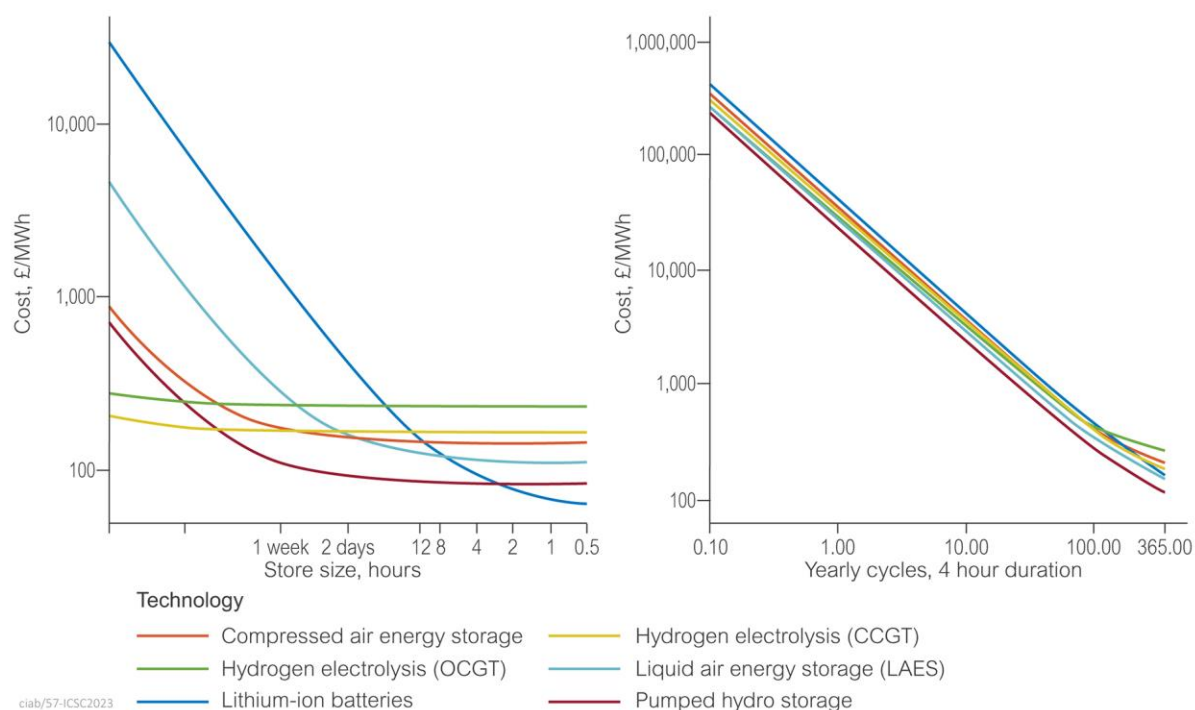 10,000
1,000
100
Cost, £/MWh
1 week 2 days 12 8 4 2 1 0.5
Store size, hours
1,000,000
100,000
10,000
1,000
100
Cost, £/MWh
0.10 1.00 10.00 100.00 365.00
Yearly cycles, 4 hour duration
Technology
Compressed air energy storage
Hydrogen electrolysis (CCGT)
Hydrogen electrolysis (OCGT)
Liquid air energy storage (LAES)
Lithium-ion batteries
Pumped hydro storage
ciab/57-ICSC2023